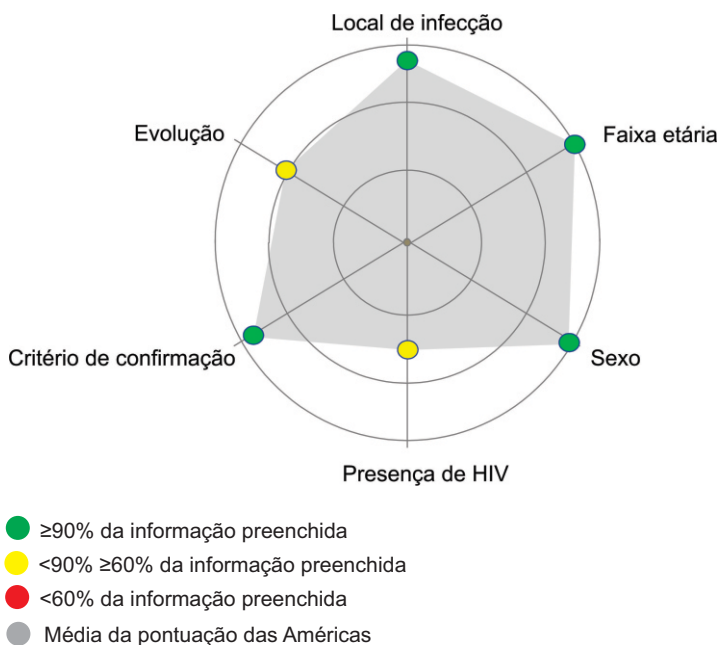 Local de infecção
Evolução
Faixa etária
Critério de confirmação
Sexo
Presença de HIV
≥90% da informação preenchida
<90% ≥60% da informação preenchida
<60% da informação preenchida
Média da pontuação das Américas